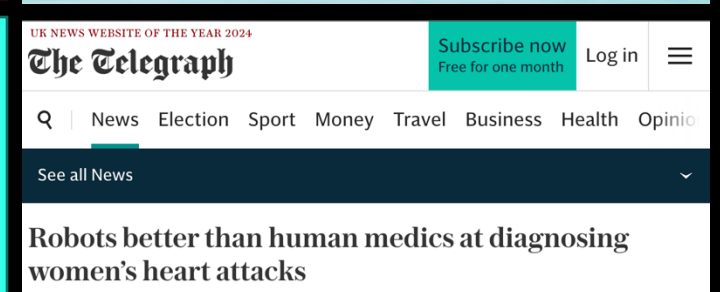 UK NEWS WEBSITE OF THE YEAR 2024
The Telegraph
Subscribe now
Free for one month
Log in
News Election Sport Money Travel Business Health Opinio
See all News
Robots better than human medics at diagnosing
women's heart attacks